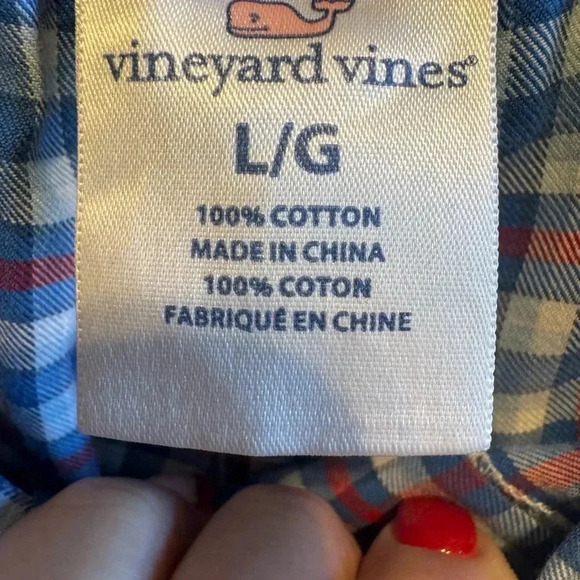 vineyard vines®
L/G
100% COTTON
MADE IN CHINA
100% COTON
FABRIQUÉ EN CHINE